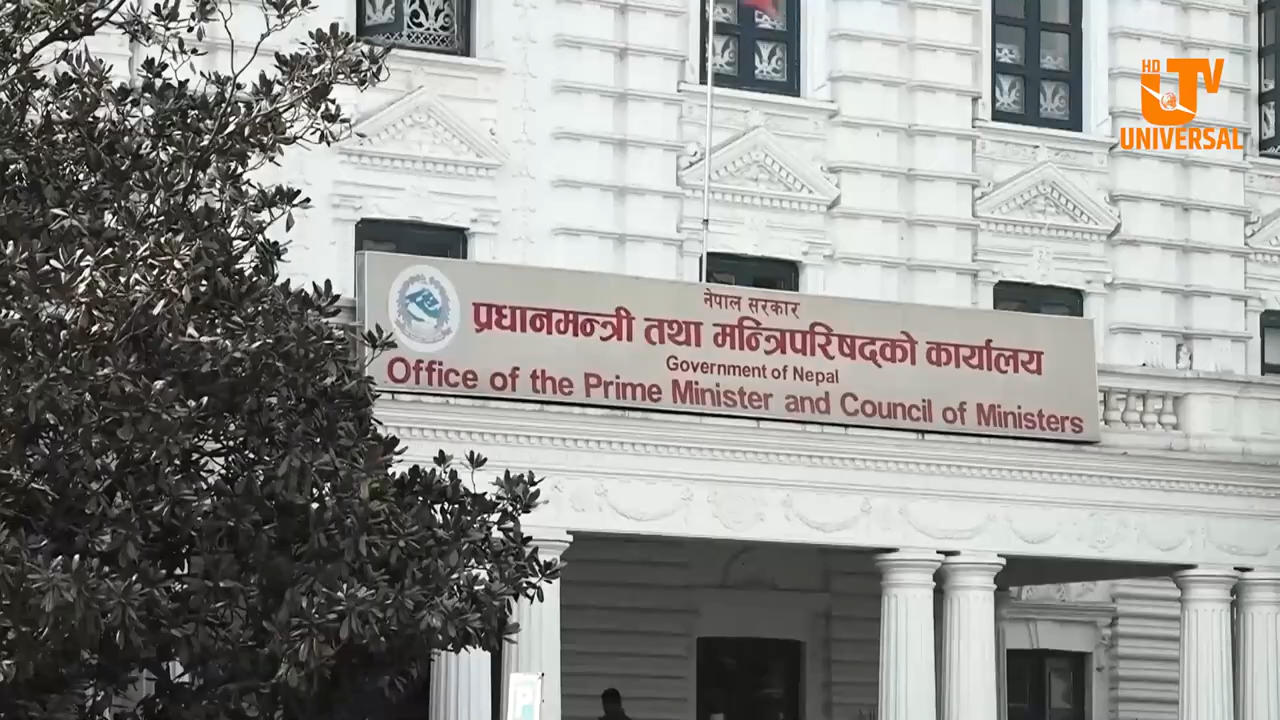 HD
UTV
UNIVERSAL
नेपाल सरकार
प्रधानमन्त्री तथा मन्त्रिपरिषद्को कार्यालय
Government of Nepal
Office of the Prime Minister and Council of Ministers
P